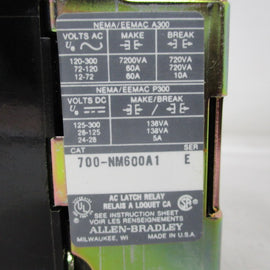 NEMA/EEMAC A300
VOLTS AC MAKE BREAK
120-300 7200VA 720VA
72-120 60A 720VA
12-72 60A 10A
NEMA/EEMAC P300
VOLTS DC MAKE/BREAK
125-300 138VA
28-125 138VA
24-28 5A
CAT SER
700-NM600A1 E
AC LATCH RELAY
RELAIS A LOQUET CA
SEE INSTRUCTION SHEET
VOIR LES RENSEIGNEMENTS
ALLEN-BRADLEY
MILWAUKEE, WI MADE IN U.S.A.